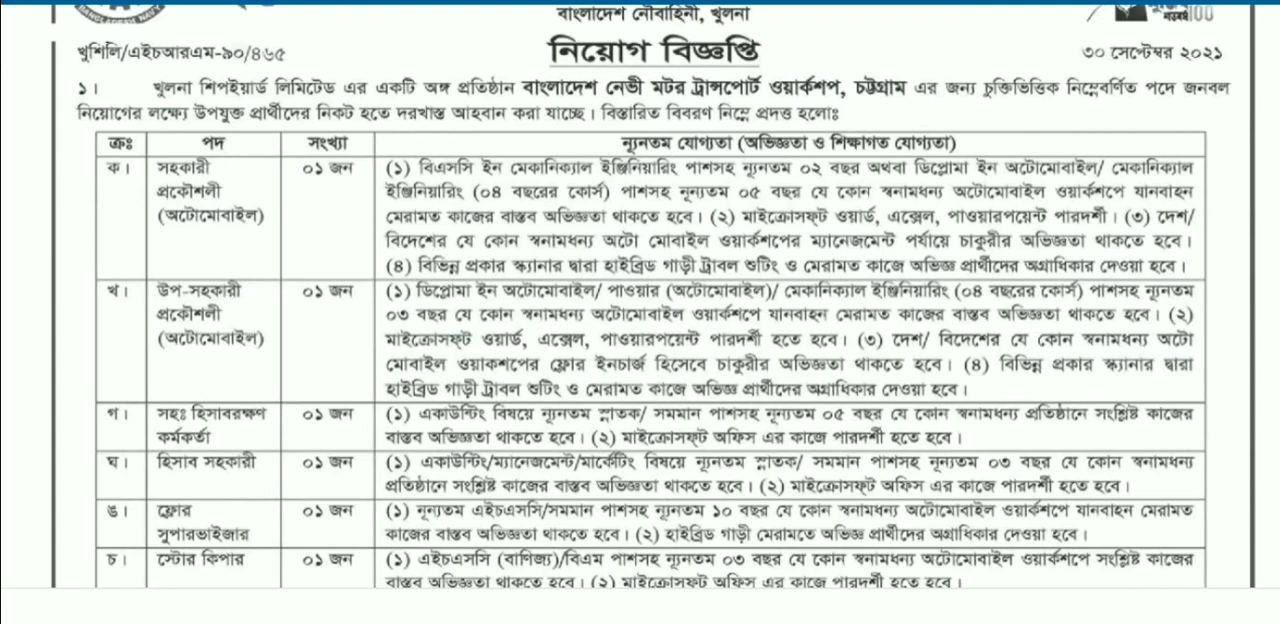 বাংলাদেশ নৌবাহিনী, খুলনা
খুশিলি/এইচআরএম-৯০/৪৬৫
নিয়োগ বিজ্ঞপ্তি
৩০ সেপ্টেম্বর ২০২১
১। খুলনা শিপইয়ার্ড লিমিটেড এর একটি অঙ্গ প্রতিষ্ঠান বাংলাদেশ নেভী মটর ট্রান্সপোর্ট ওয়ার্কশপ, চট্টগ্রাম এর জন্য চুক্তিভিত্তিক নিম্নেবর্ণিত পদে জনবল
নিয়োগের লক্ষ্যে উপযুক্ত প্রার্থীদের নিকট হতে দরখাস্ত আহবান করা যাচ্ছে। বিস্তারিত বিবরণ নিম্নে প্রদত্ত হলোঃ
ক্রঃ পদ সংখ্যা ন্যূনতম যোগ্যতা (অভিজ্ঞতা ও শিক্ষাগত যোগ্যতা)
ক। সহকারী ০১ জন (১) বিএসসি ইন মেকানিক্যাল ইঞ্জিনিয়ারিং পাশসহ ন্যূনতম ০২ বছর অথবা ডিপ্লোমা ইন অটোমোবাইল/ মেকানিক্যাল
প্রকৌশলী ইঞ্জিনিয়ারিং (০৪ বছরের কোর্স) পাশসহ নূন্যতম ০৫ বছর যে কোন স্বনামধন্য অটোমোবাইল ওয়ার্কশপে যানবাহন
(অটোমোবাইল) মেরামত কাজের বাস্তব অভিজ্ঞতা থাকতে হবে। (২) মাইক্রোসফট ওয়ার্ড, এক্সেল, পাওয়ারপয়েন্ট পারদর্শী। (৩) দেশ/
বিদেশের যে কোন স্বনামধন্য অটো মোবাইল ওয়ার্কশপের ম্যানেজমেন্ট পর্যায়ে চাকুরীর অভিজ্ঞতা থাকতে হবে।
(৪) বিভিন্ন প্রকার স্ক্যানার দ্বারা হাইব্রিড গাড়ী ট্রাবল শুটিং ও মেরামত কাজে অভিজ্ঞ প্রার্থীদের অগ্রাধিকার দেওয়া হবে।
খ। উপ-সহকারী ০১ জন (১) ডিপ্লোমা ইন অটোমোবাইল/ পাওয়ার (অটোমোবাইল)/ মেকানিক্যাল ইঞ্জিনিয়ারিং (০৪ বছরের কোর্স) পাশসহ ন্যূনতম
প্রকৌশলী ০৩ বছর যে কোন স্বনামধন্য অটোমোবাইল ওয়ার্কশপে যানবাহন মেরামত কাজের বাস্তব অভিজ্ঞতা থাকতে হবে। (২)
(অটোমোবাইল) মাইক্রোসফ্ট ওয়ার্ড, এক্সেল, পাওয়ারপয়েন্ট পারদর্শী হতে হবে। (৩) দেশ/ বিদেশের যে কোন স্বনামধন্য অটো
মোবাইল ওয়াকশপের ফ্লোর ইনচার্জ হিসেবে চাকুরীর অভিজ্ঞতা থাকতে হবে। (৪) বিভিন্ন প্রকার স্ক্যানার দ্বারা
হাইব্রিড গাড়ী ট্রাবল শুটিং ও মেরামত কাজে অভিজ্ঞ প্রার্থীদের অগ্রাধিকার দেওয়া হবে।
গ। সহঃ হিসাবরক্ষণ ০১ জন (১) একাউন্টিং বিষয়ে ন্যূনতম স্নাতক/ সমমান পাশসহ নূন্যতম ০৫ বছর যে কোন স্বনামধন্য প্রতিষ্ঠানে সংশ্লিষ্ট কাজের
কর্মকর্তা বাস্তব অভিজ্ঞতা থাকতে হবে। (২) মাইক্রোসফ্ট অফিস এর কাজে পারদর্শী হতে হবে।
ঘ। হিসাব সহকারী ০১ জন (১) একাউন্টিং/ম্যানেজমেন্ট/মার্কেটিং বিষয়ে ন্যূনতম স্নাতক/ সমমান পাশসহ নূন্যতম ০৩ বছর যে কোন স্বনামধন্য
প্রতিষ্ঠানে সংশ্লিষ্ট কাজের বাস্তব অভিজ্ঞতা থাকতে হবে। (২) মাইক্রোসফ্ট অফিস এর কাজে পারদর্শী হতে হবে।
ঙ। ফ্লোর ০১ জন (১) নূন্যতম এইচএসসি/সমমান পাশসহ ন্যূনতম ১০ বছর যে কোন স্বনামধন্য অটোমোবাইল ওয়ার্কশপে যানবাহন মেরামত
সুপারভাইজার কাজের বাস্তব অভিজ্ঞতা থাকতে হবে। (২) হাইব্রিড গাড়ী মেরামতে অভিজ্ঞ প্রার্থীদের অগ্রাধিকার দেওয়া হবে।
চ। স্টোর কিপার ০১ জন (১) এইচএসসি (বাণিজ্য)/বিএম পাশসহ ন্যূনতম ০৩ বছর যে কোন স্বনামধন্য অটোমোবাইল ওয়ার্কশপে সংশ্লিষ্ট কাজের
বাস্তব অভিজ্ঞতা থাকতে হবে। (২) মাইক্রোসফ্ট অফিস এর কাজে পারদর্শী হতে হবে।